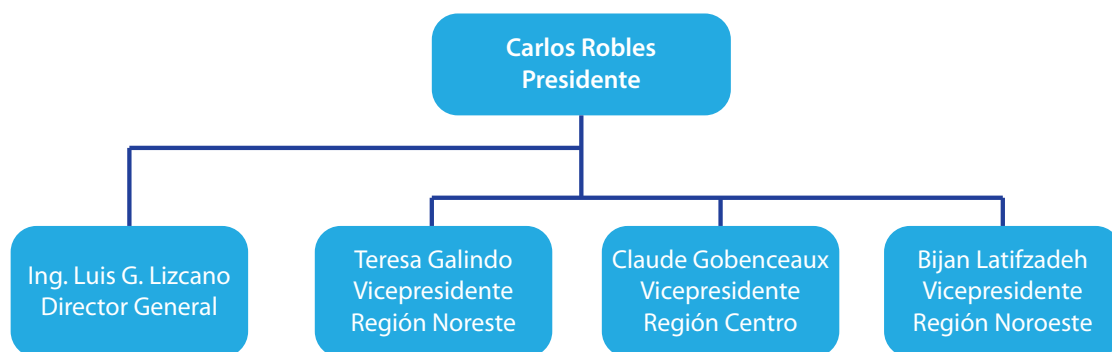 Carlos Robles
Presidente
Ing. Luis G. Lizcano
Director General
Teresa Galindo
Vicepresidente
Región Noreste
Claude Gobenceaux
Vicepresidente
Región Centro
Bijan Latifzadeh
Vicepresidente
Región Noroeste